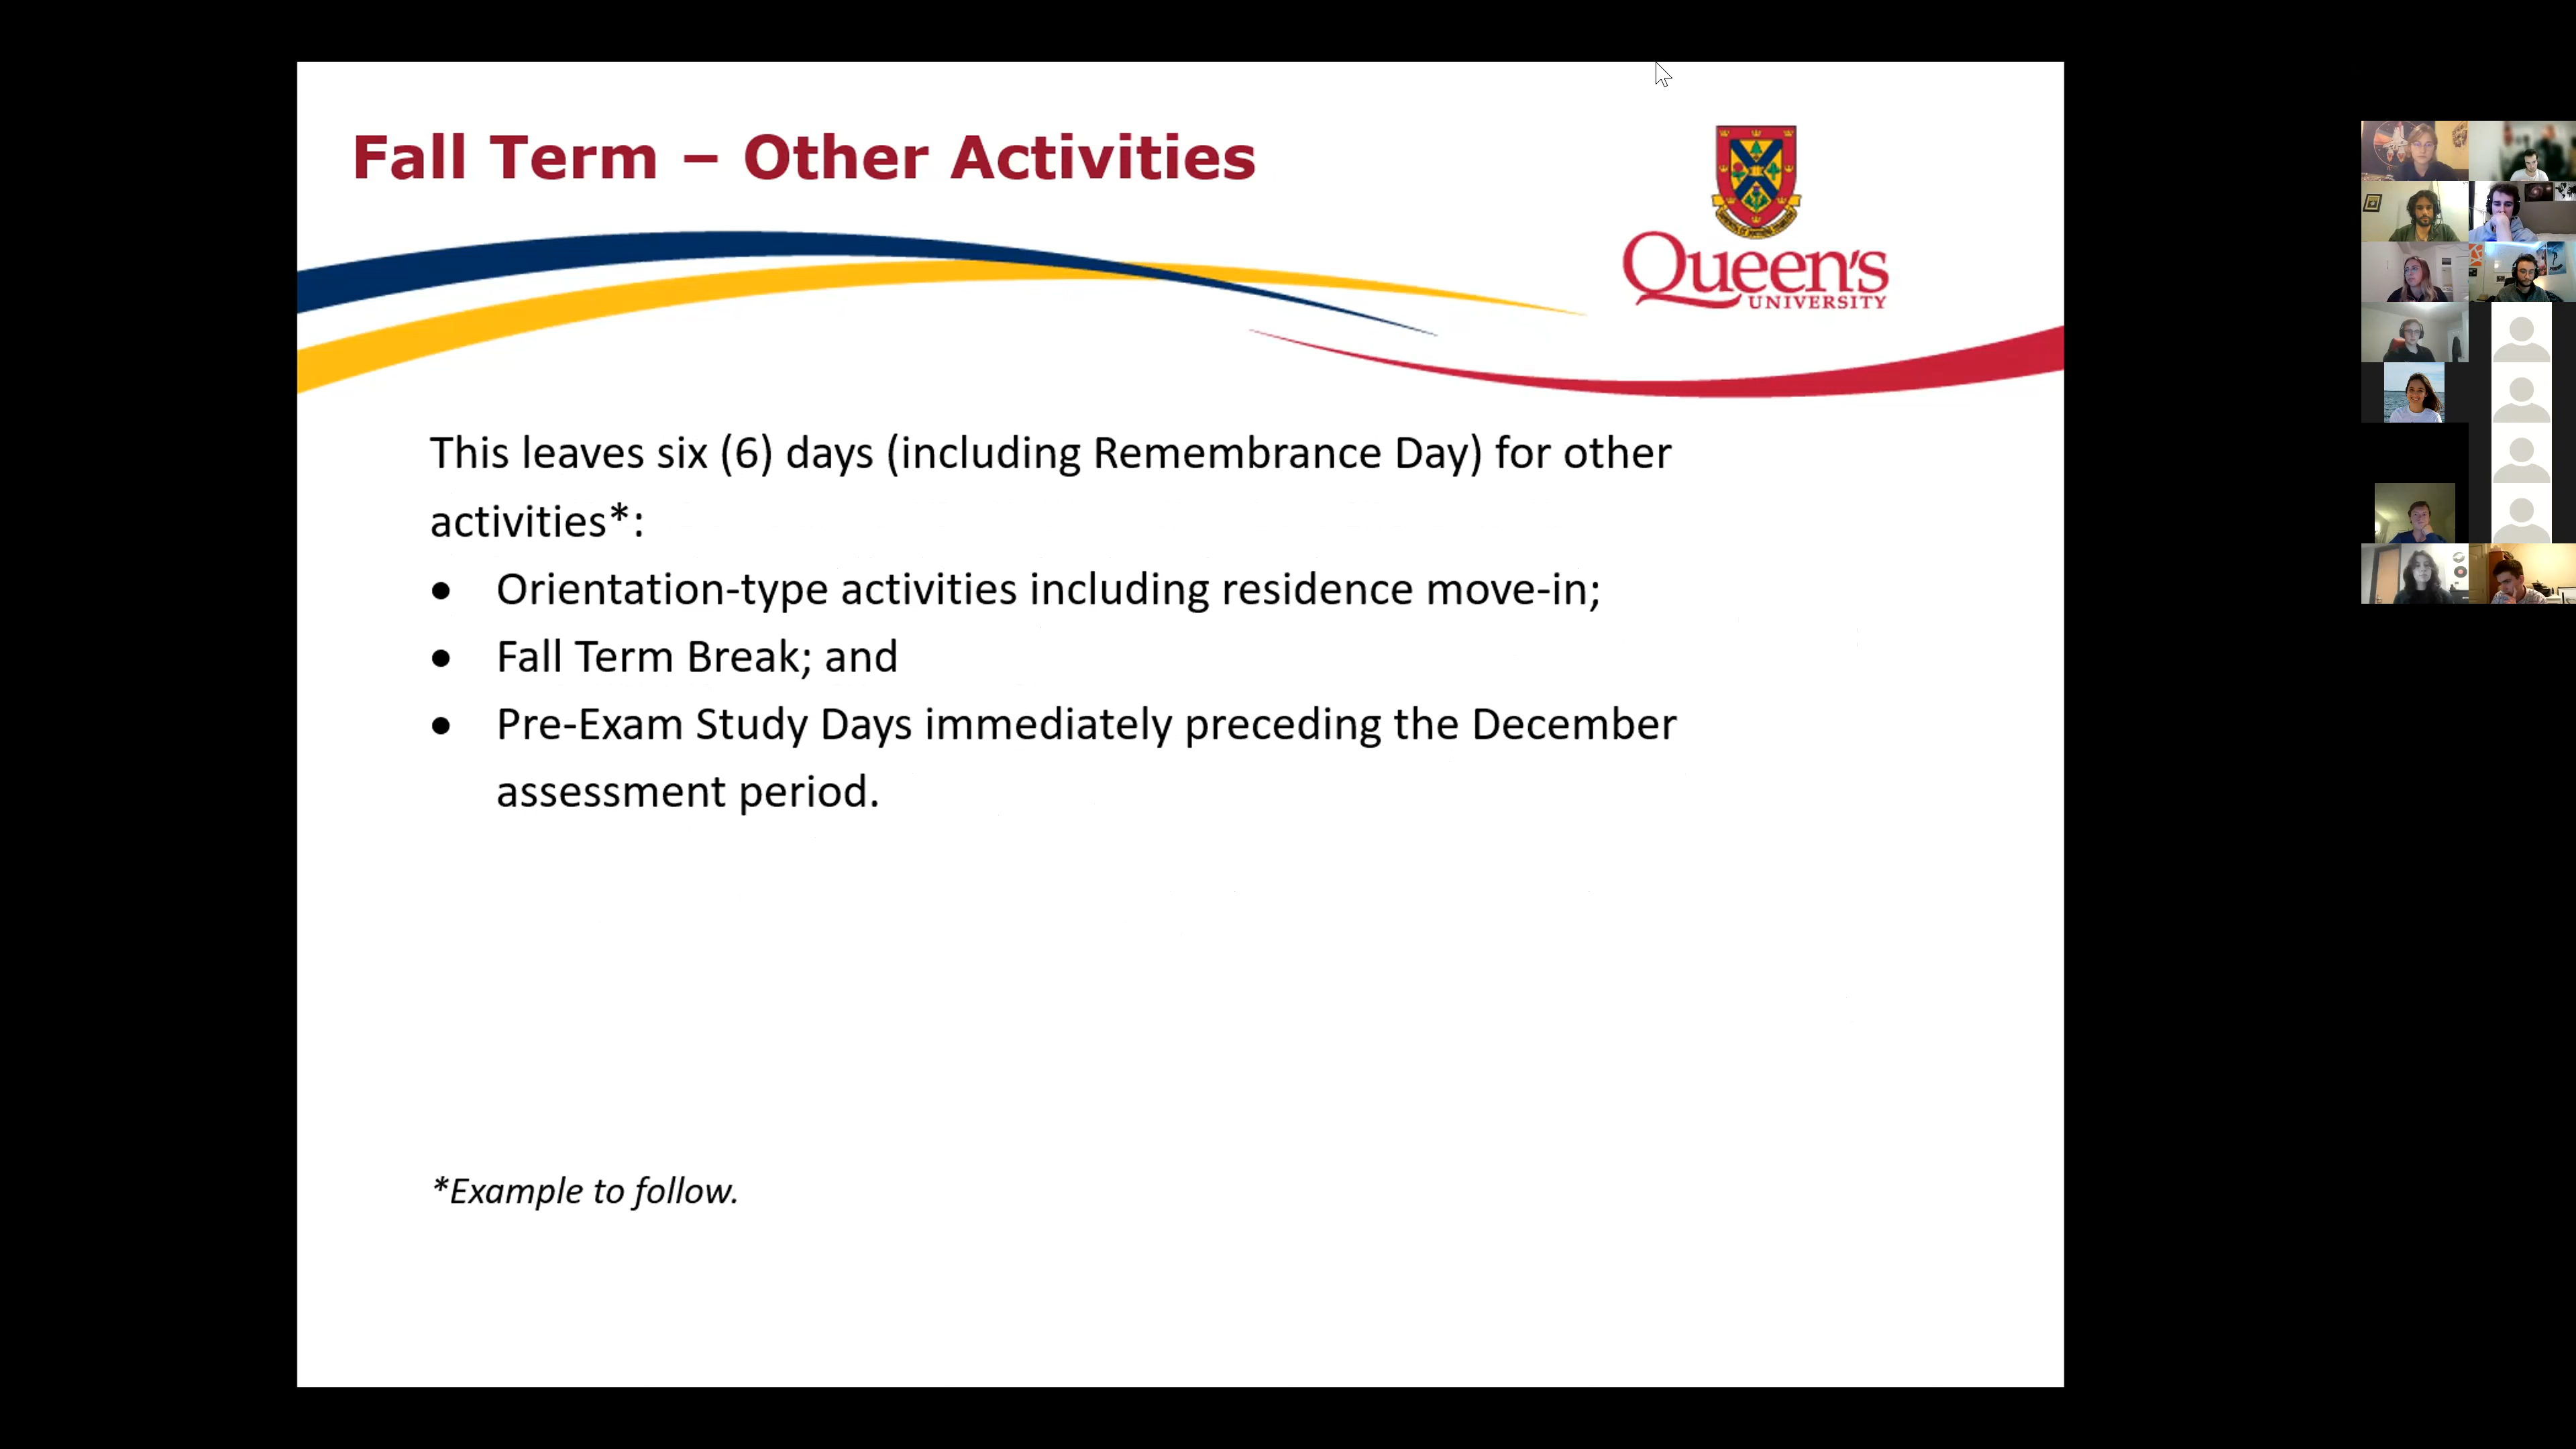 Fall Term – Other Activities
Queen's
UNIVERSITY
This leaves six (6) days (including Remembrance Day) for other
activities*:
• Orientation-type activities including residence move-in;
• Fall Term Break; and
• Pre-Exam Study Days immediately preceding the December
assessment period.
*Example to follow.